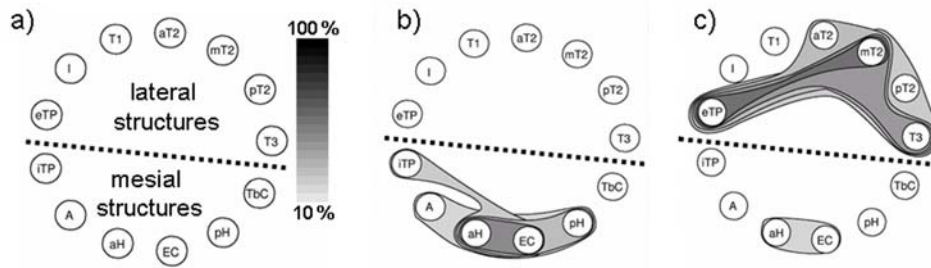 a)
T1
aT2
mT2
I
pT2
eTP
T3
lateral
structures
100 %
10 %
iTP
mesial
structures
TbC
A
pH
aH
EC
b)
T1
aT2
mT2
I
pT2
eTP
T3
iTP
TbC
A
pH
aH
EC
c)
T1
aT2
mT2
I
pT2
eTP
T3
iTP
TbC
A
pH
aH
EC